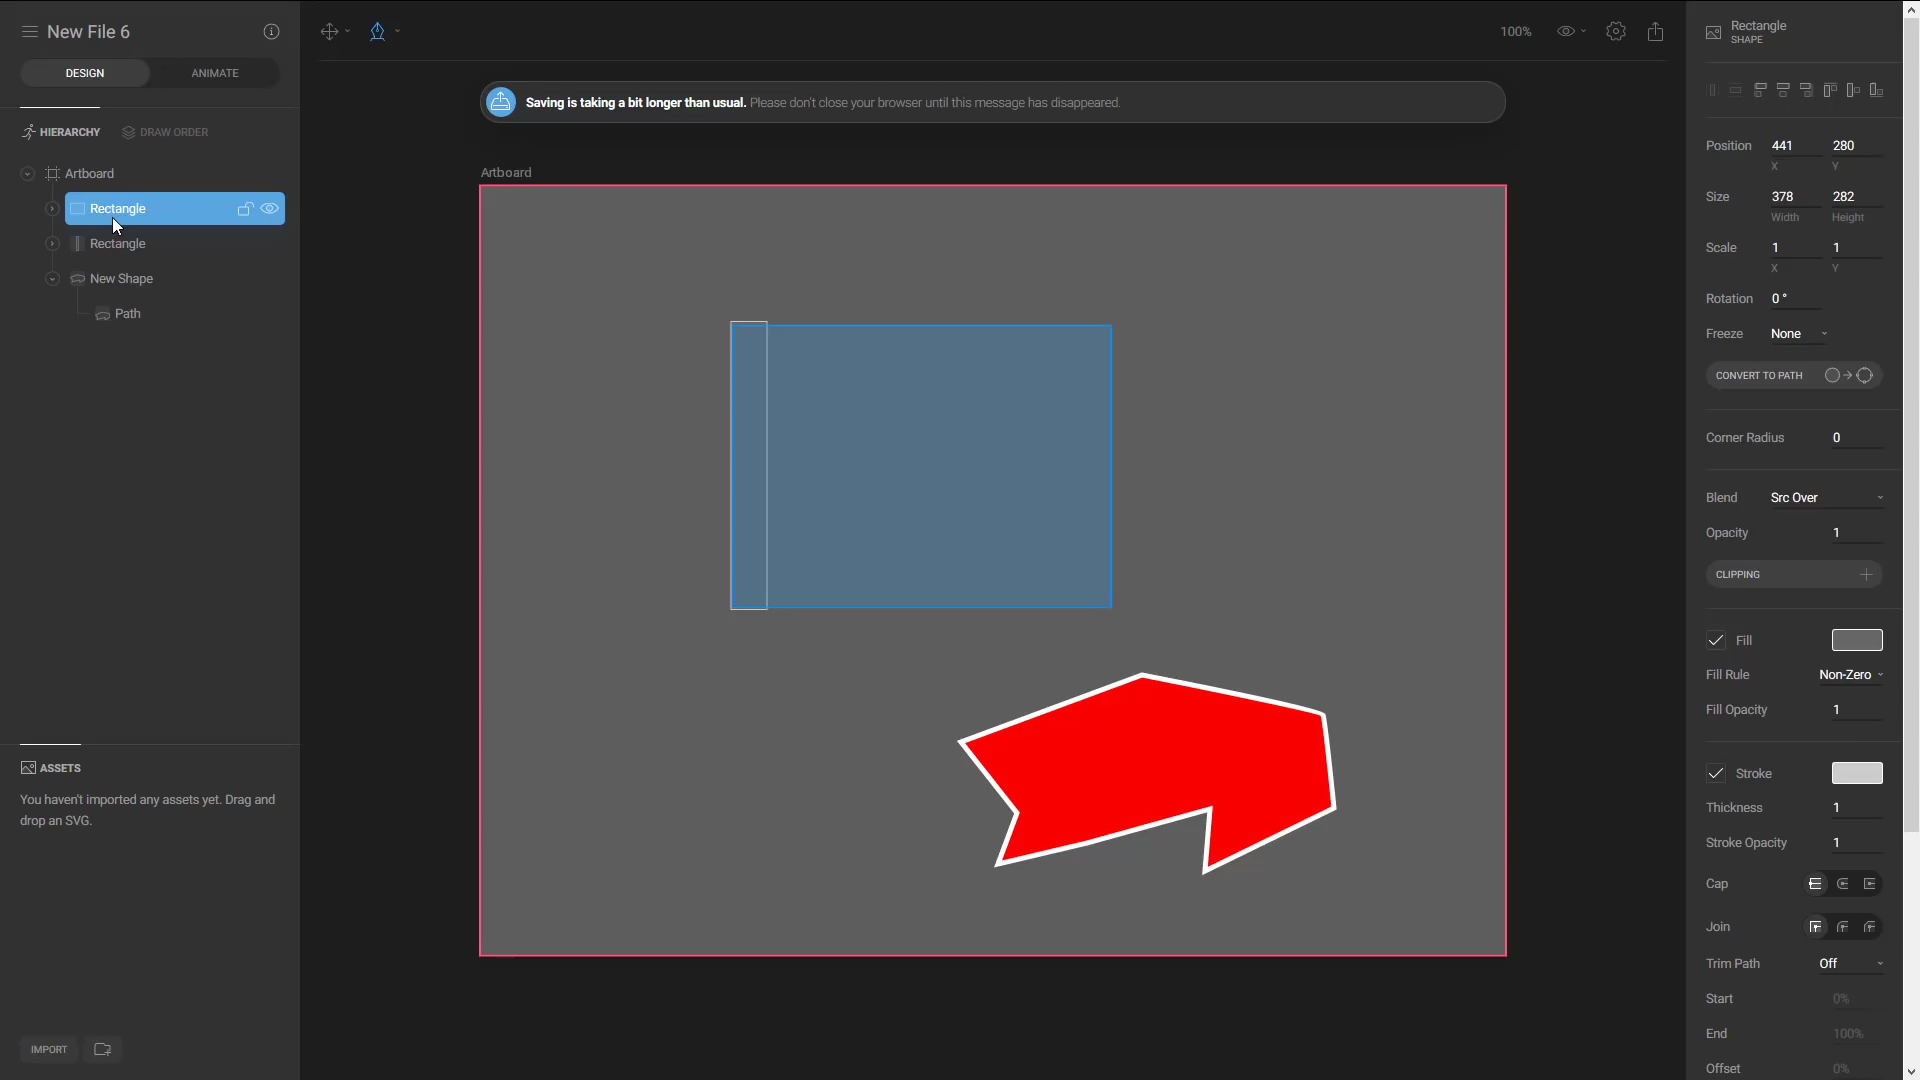 New File 6
DESIGN
ANIMATE
HIERARCHY
DRAW ORDER
Artboard
Rectangle
Rectangle
New Shape
Path
ASSETS
You haven't imported any assets yet. Drag and
drop an SVG.
IMPORT
100%
Saving is taking a bit longer than usual. Please don't close your browser until this message has disappeared.
Artboard
Rectangle
SHAPE
Position 441 280
X Y
Size 378 282
Width Height
Scale 1 1
X Y
Rotation 0°
Freeze None
CONVERT TO PATH
Corner Radius 0
Blend Src Over
Opacity 1
CLIPPING
Fill
Fill Rule Non-Zero
Fill Opacity 1
Stroke
Thickness 1
Stroke Opacity 1
Cap
Join
Trim Path Off
Start 0%
End 100%
Offset 0%